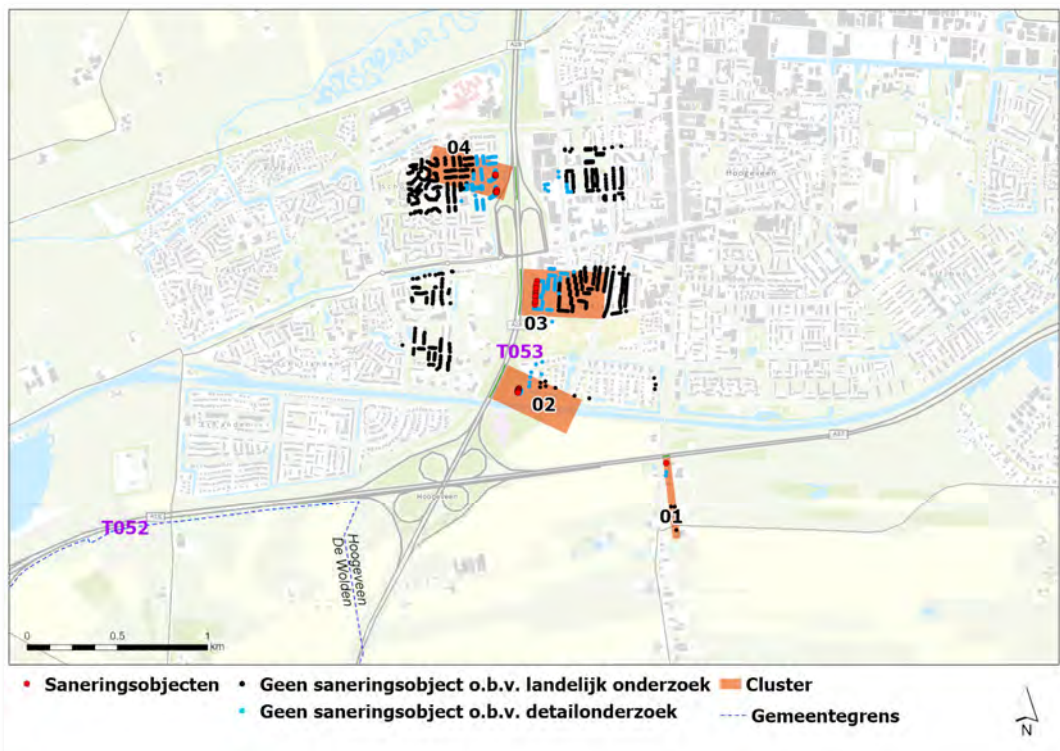 A28
04
Hoogeveen
03
T053
02
A37
01
Hoogeveen
T052
Hoogeveen
De Wolden
0 0.5 1
km
Saneringsobjecten
Geen saneringsobject o.b.v. landelijk onderzoek
Cluster
Geen saneringsobject o.b.v. detailonderzoek
Gemeentegrens
N